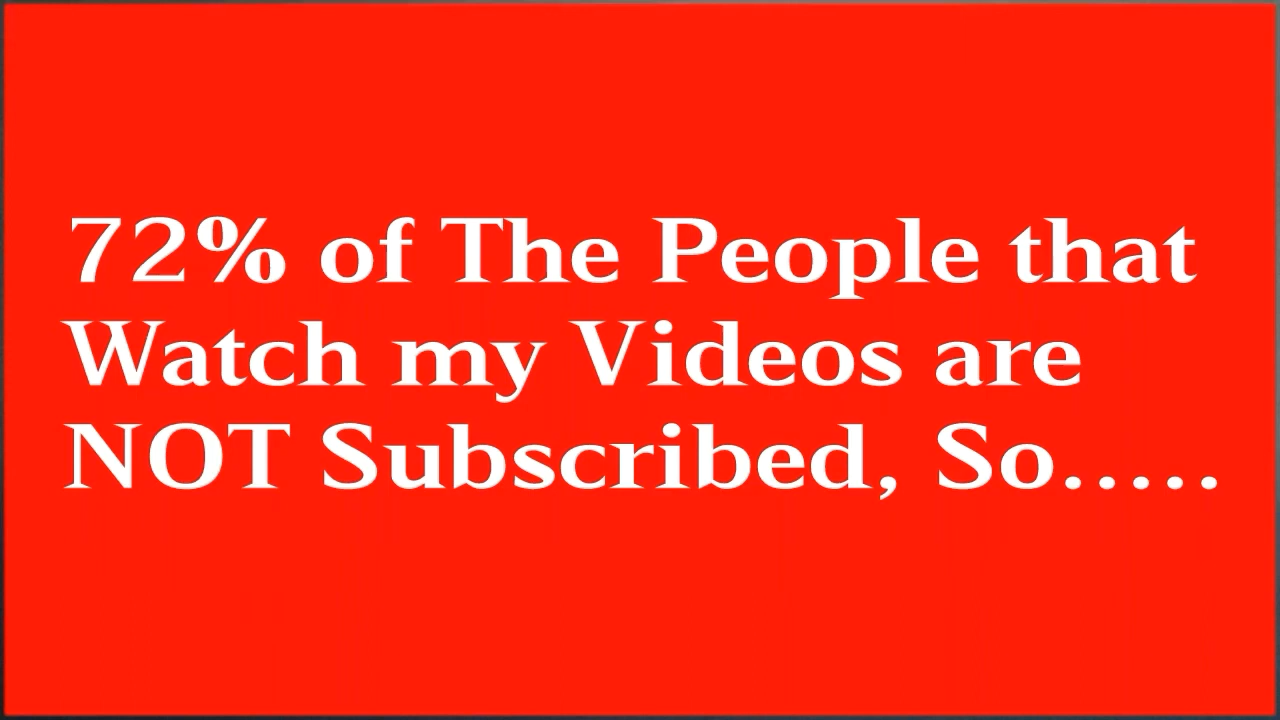 72% of The People that
Watch my Videos are
NOT Subscribed, So.....